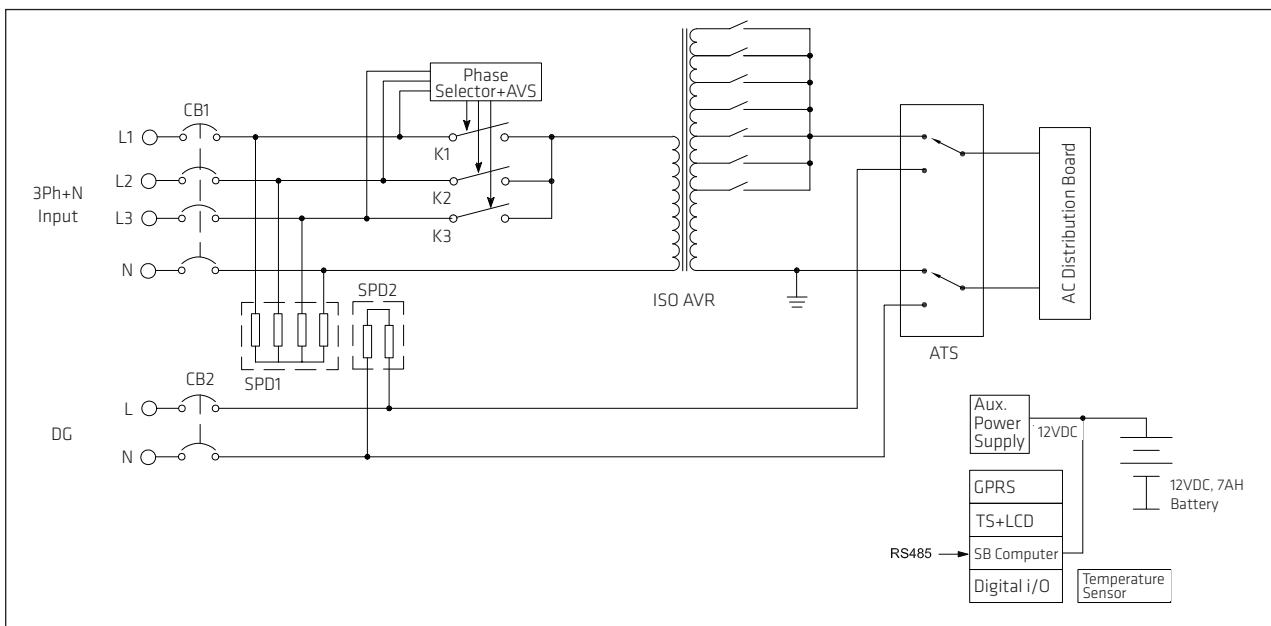 Phase
Selector+AVS
CB1
L1
K1
L2
3Ph+N
Input
K2
L3
K3
N
ISO AVR
AC Distribution Board
SPD2
SPD1
ATS
CB2
L
DG
N
Aux.
Power
Supply
12VDC
12VDC, 7AH
Battery
GPRS
TS+LCD
RS485
SB Computer
Digital i/O
Temperature
Sensor